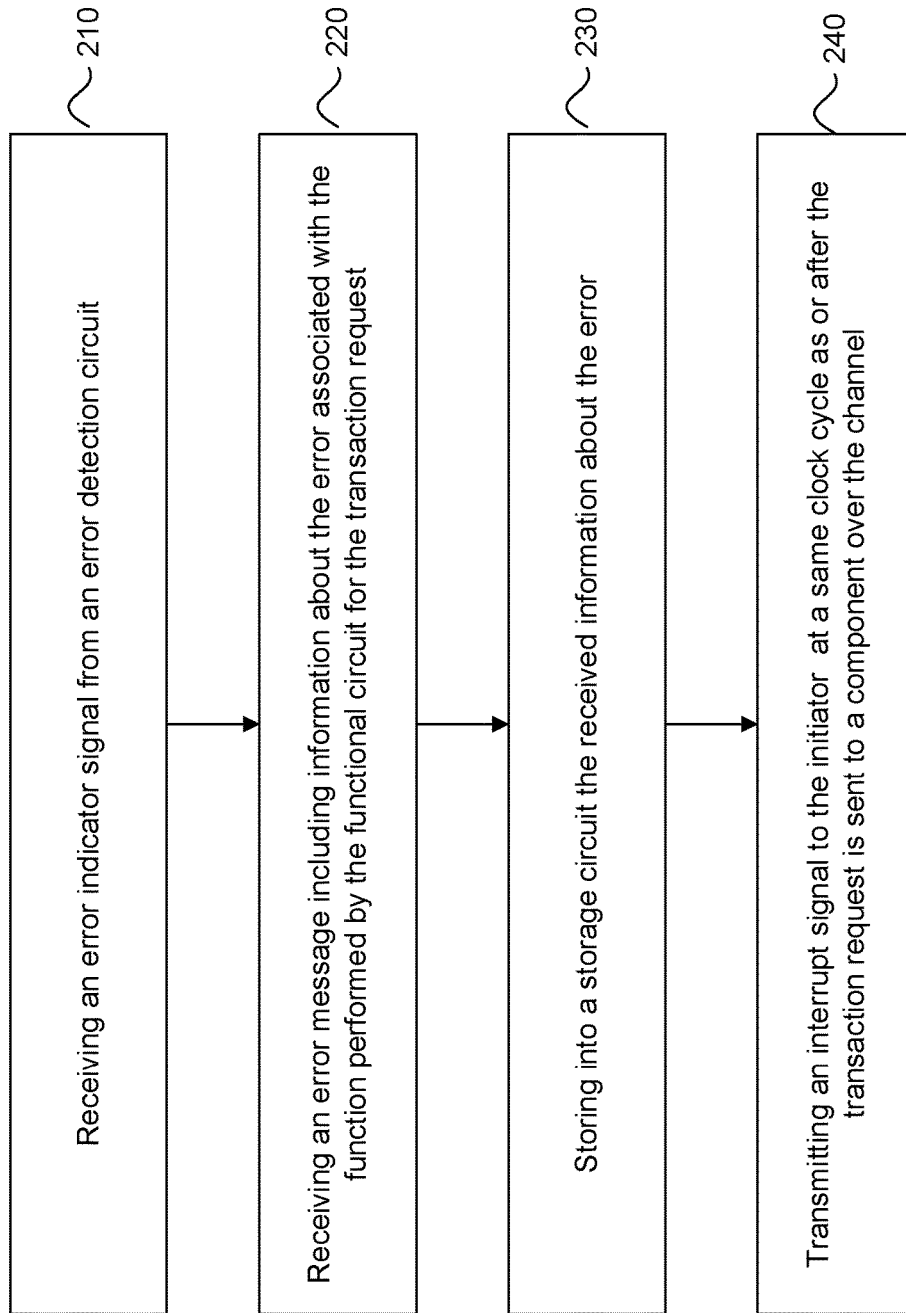 Receiving an error indicator signal from an error detection circuit
210
Receiving an error message including information about the error associated with the
function performed by the functional circuit for the transaction request
220
Storing into a storage circuit the received information about the error
230
Transmitting an interrupt signal to the initiator at a same clock cycle as or after the
transaction request is sent to a component over the channel
240